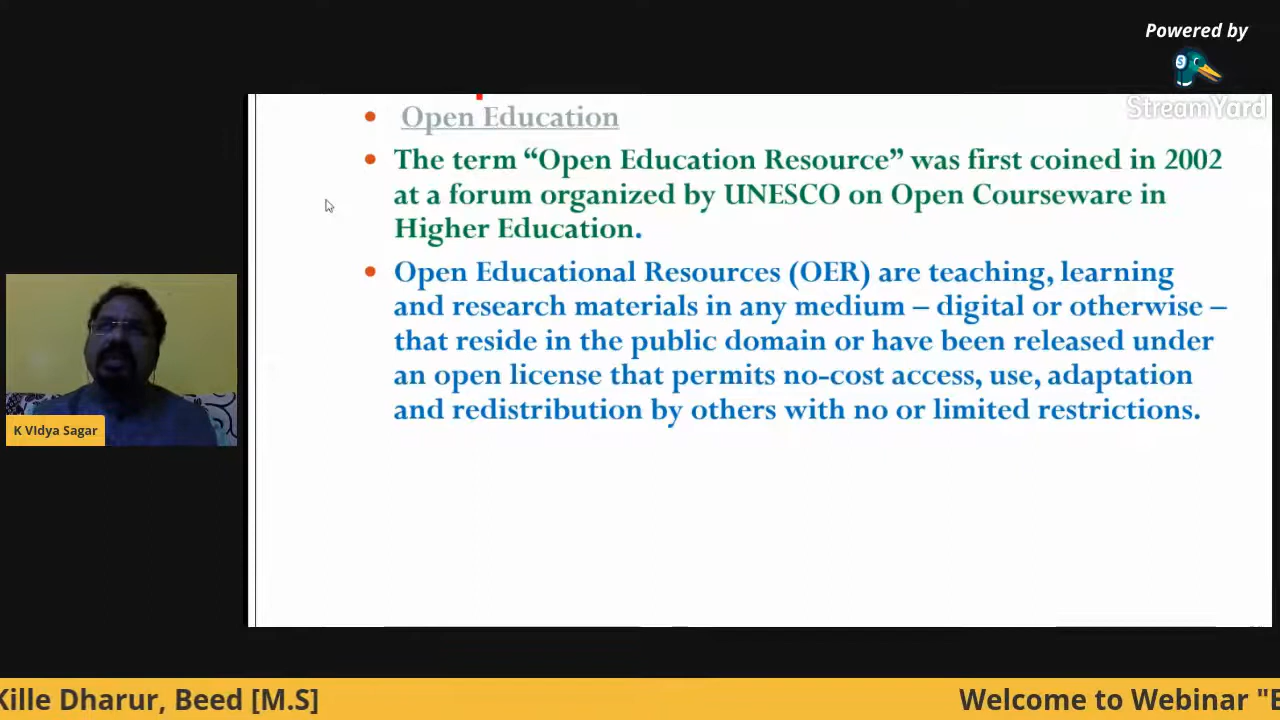 Powered by
StreamYard
Open Education
The term “Open Education Resource” was first coined in 2002
at a forum organized by UNESCO on Open Courseware in
Higher Education.
Open Educational Resources (OER) are teaching, learning
and research materials in any medium – digital or otherwise –
that reside in the public domain or have been released under
an open license that permits no-cost access, use, adaptation
and redistribution by others with no or limited restrictions.
K VIdya Sagar
Kille Dharur, Beed [M.S]
Welcome to Webinar "E